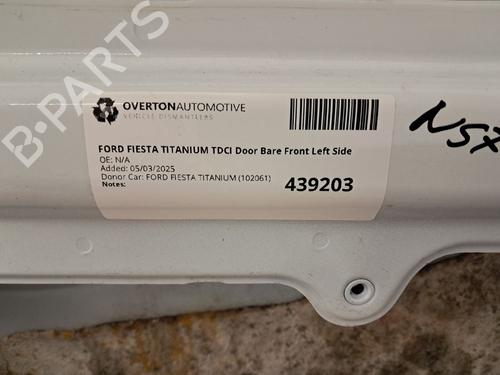 B-PARTS
OVERTONAUTOMOTIVE
VEHICLE DISMANTLERS
FORD FIESTA TITANIUM TDCI Door Bare Front Left Side
OE: N/A
Added: 05/03/2025
Donor Car: FORD FIESTA TITANIUM (102061)
Notes:
439203